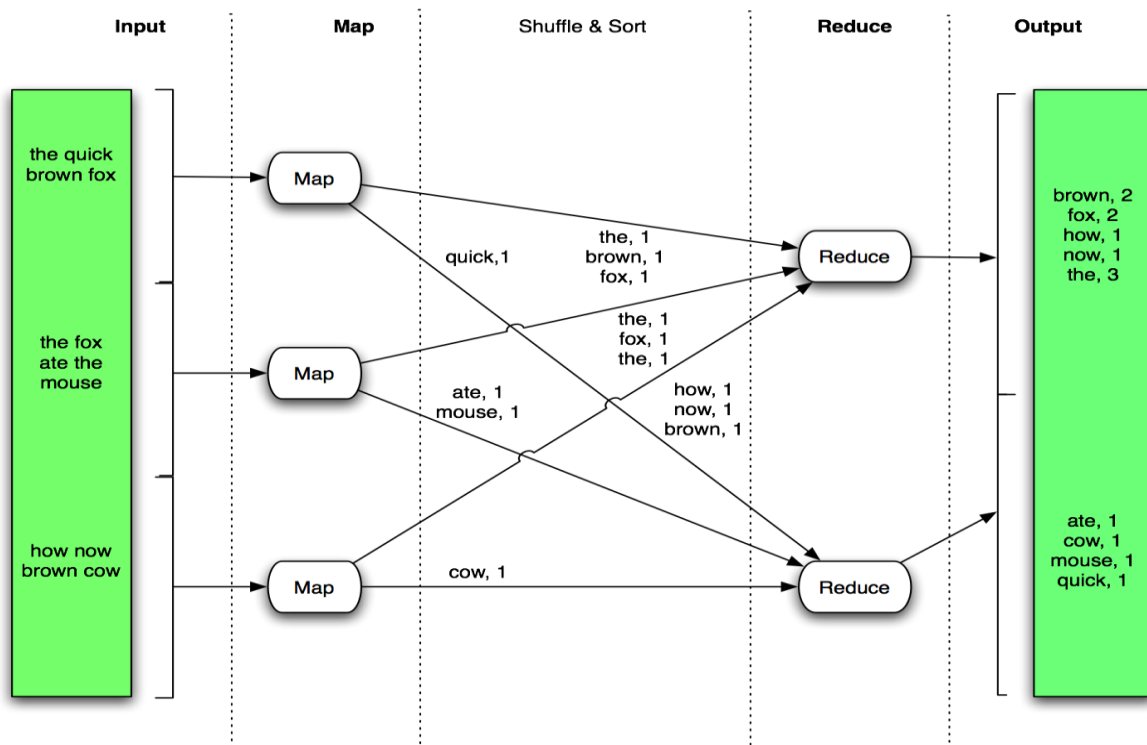 Input
Map
Shuffle & Sort
Reduce
Output
the quick
brown fox
the fox
ate the
mouse
how now
brown cow
Map
Map
Map
quick,1
the, 1
brown, 1
fox, 1
the, 1
fox, 1
the, 1
ate, 1
mouse, 1
how, 1
now, 1
brown, 1
cow, 1
Reduce
Reduce
brown, 2
fox, 2
how, 1
now, 1
the, 3
ate, 1
cow, 1
mouse, 1
quick, 1